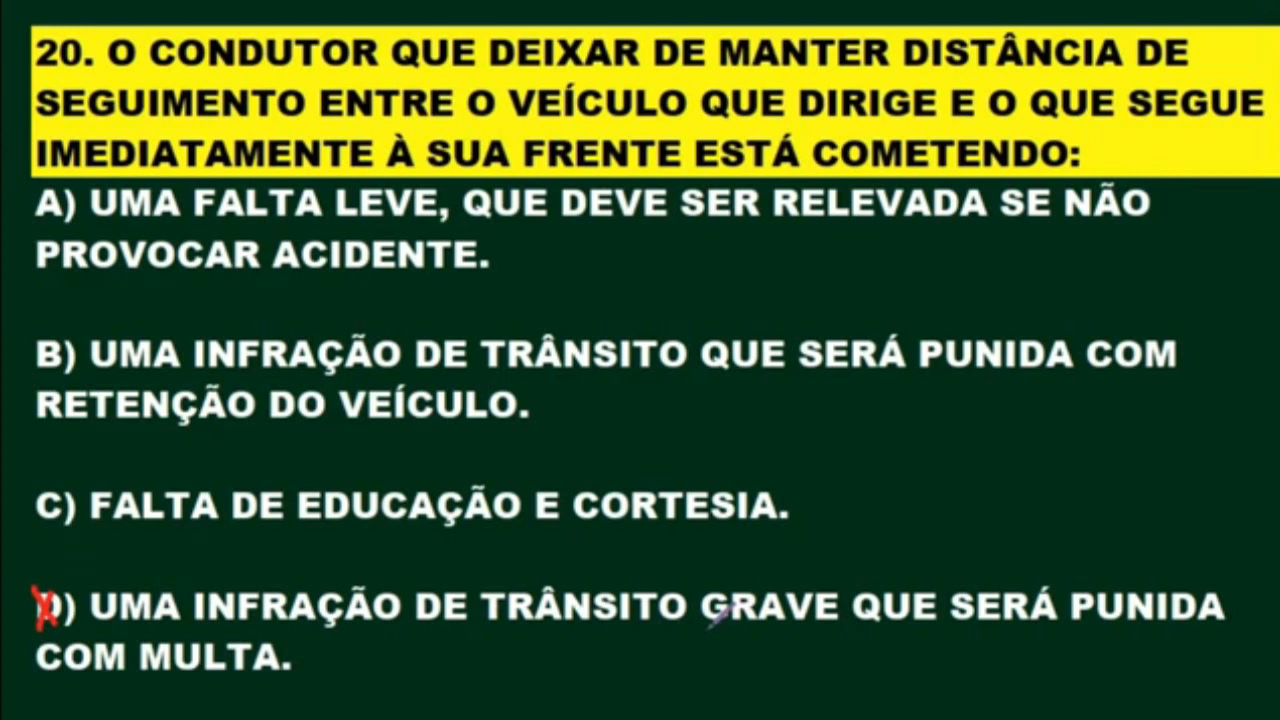 20. O CONDUTOR QUE DEIXAR DE MANTER DISTÂNCIA DE
SEGUIMENTO ENTRE O VEÍCULO QUE DIRIGE E O QUE SEGUE
IMEDIATAMENTE À SUA FRENTE ESTÁ COMETENDO:
A) UMA FALTA LEVE, QUE DEVE SER RELEVADA SE NÃO
PROVOCAR ACIDENTE.
B) UMA INFRAÇÃO DE TRÂNSITO QUE SERÁ PUNIDA COM
RETENÇÃO DO VEÍCULO.
C) FALTA DE EDUCAÇÃO E CORTESIA.
D) UMA INFRAÇÃO DE TRÂNSITO GRAVE QUE SERÁ PUNIDA
COM MULTA.